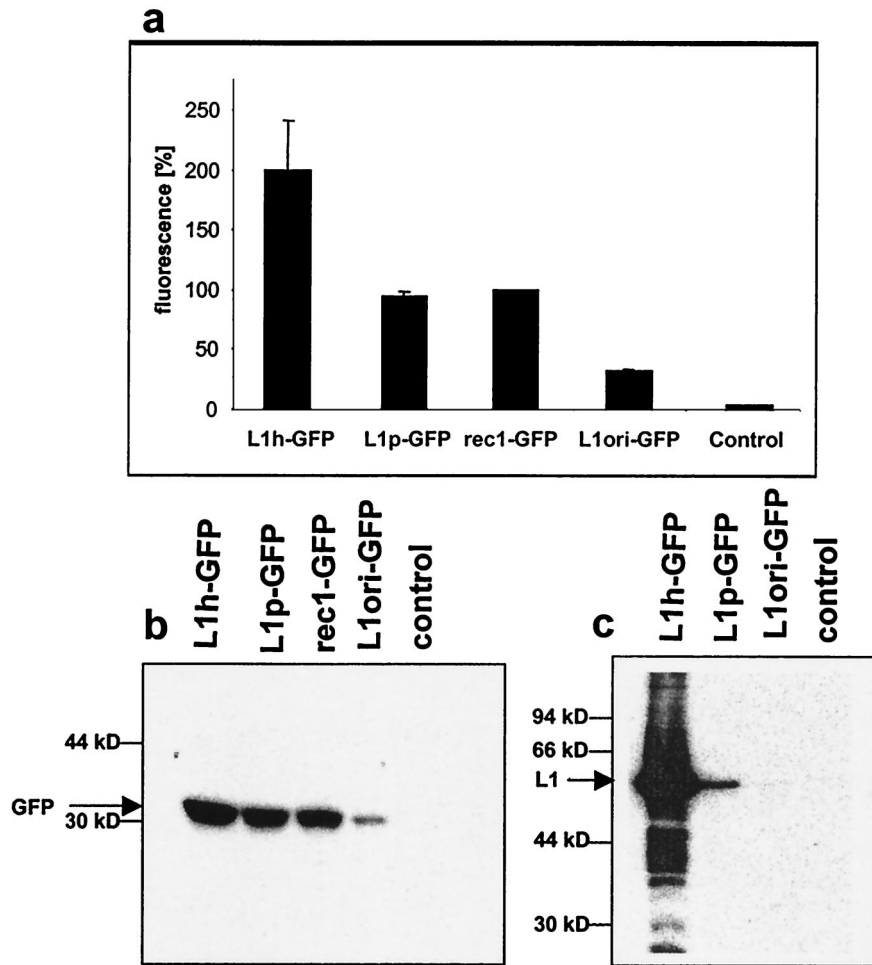 a
fluorescence [%]
250
200
150
100
50
0
L1h-GFP L1p-GFP rec1-GFP L1ori-GFP Control
b
L1h-GFP
L1p-GFP
rec1-GFP
L1ori-GFP
control
44 kD
GFP
30 kD
c
L1h-GFP
L1p-GFP
L1ori-GFP
control
94 kD
66 kD
L1
44 kD
30 kD